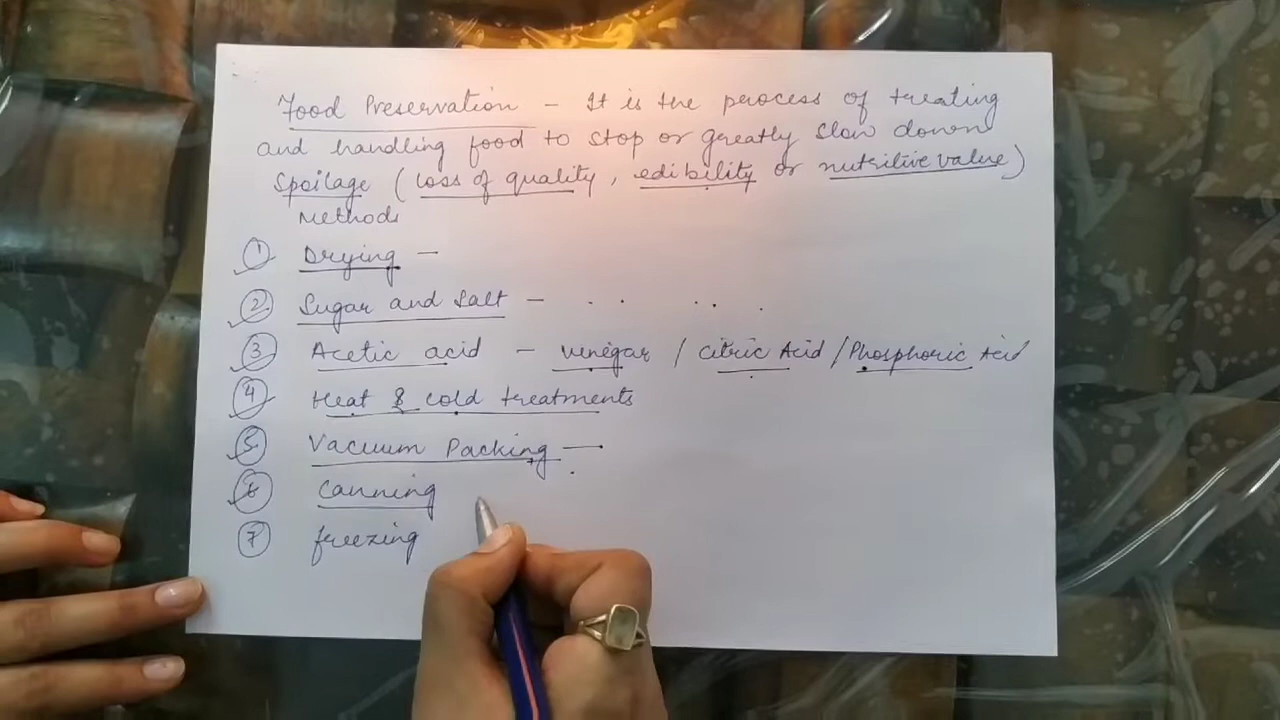 Food Preservation - It is the process of treating
and handling food to stop or greatly slow down
Spoilage (loss of quality, edibility or nutritive value)
Methods
1 Drying -
2 Sugar and Salt -
3 Acetic acid - vinegar / Citric Acid / Phosphoric Acid
4 Heat & cold treatments
5 Vacuum Packing -
6 Canning
7 freezing